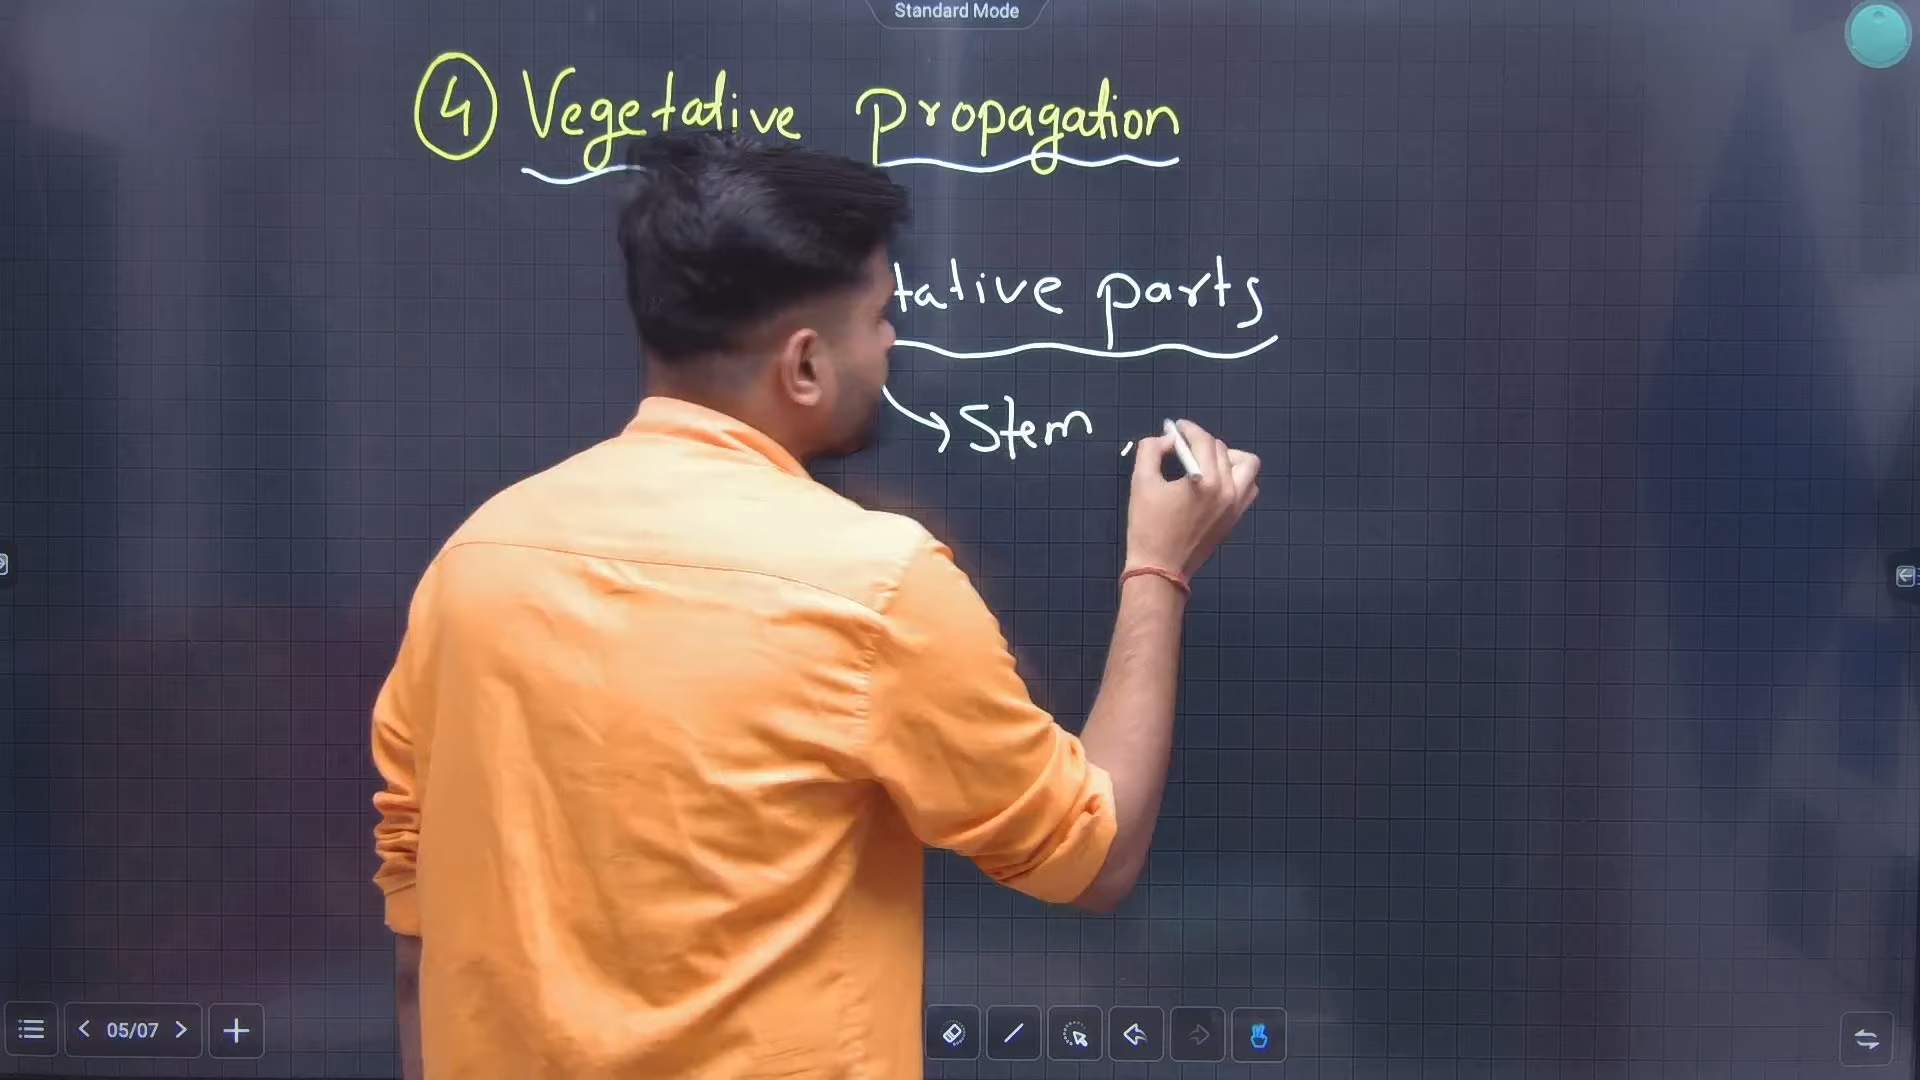 Standard Mode
④ Vegetative Propagation
tative parts
→ Stem ,
05/07